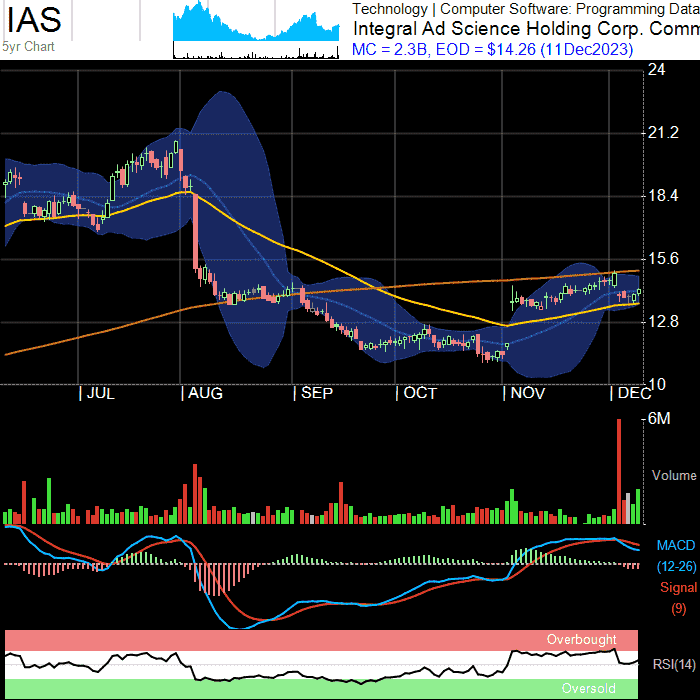 IAS
5yr Chart
Technology | Computer Software: Programming Data
Integral Ad Science Holding Corp. Comm
MC = 2.3B, EOD = $14.26 (11Dec2023)
24
21.2
18.4
15.6
12.8
10
| JUL | AUG | SEP | OCT | NOV | DEC
6M
Volume
MACD
(12-26)
Signal
(9)
Overbought
RSI(14)
Oversold